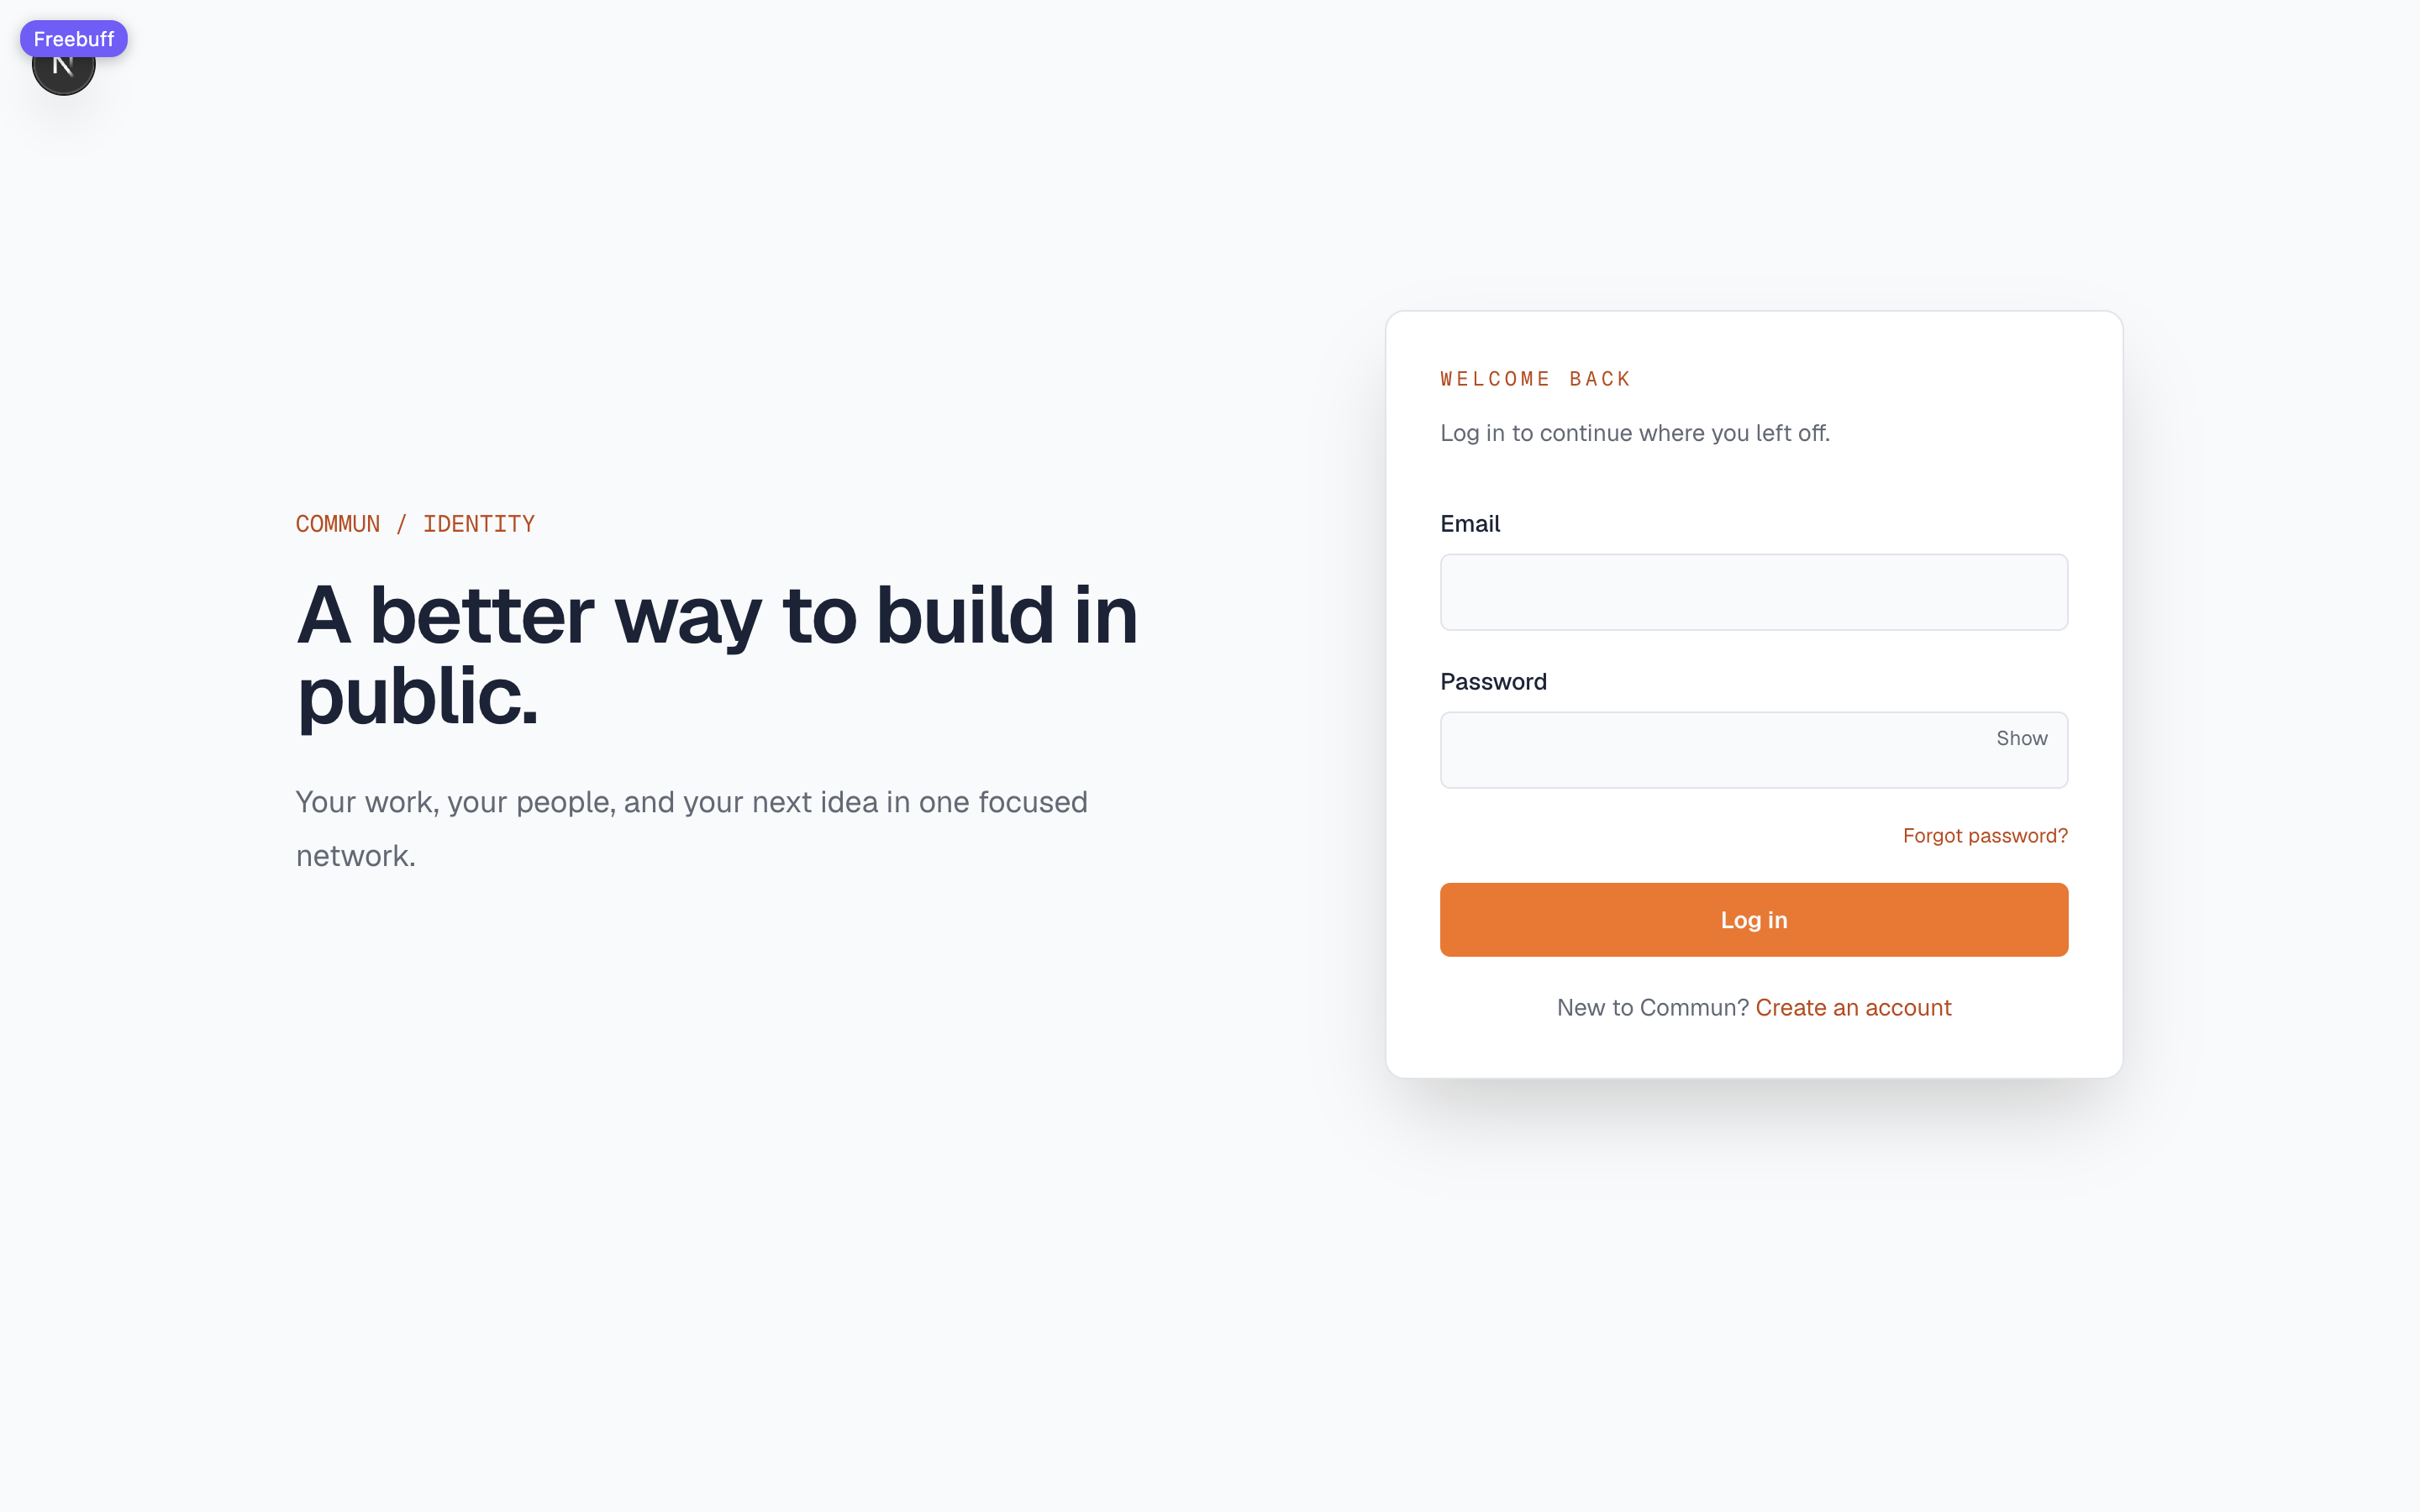 Freebuff
N
COMMUN / IDENTITY
A better way to build in
public.
Your work, your people, and your next idea in one focused
network.
WELCOME BACK
Log in to continue where you left off.
Email
Password
Show
Forgot password?
Log in
New to Commun? Create an account